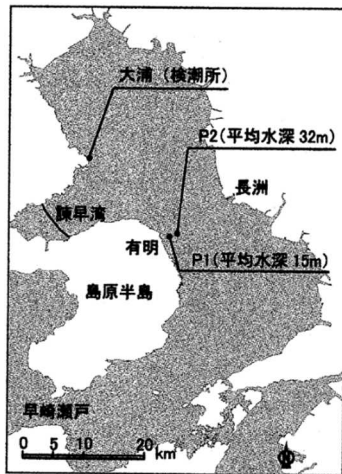 大浦（検潮所）
P2(平均水深 32m)
長洲
諫早湾
有明
P1(平均水深 15m)
島原半島
早崎瀬戸
0 5 10 20
km
N